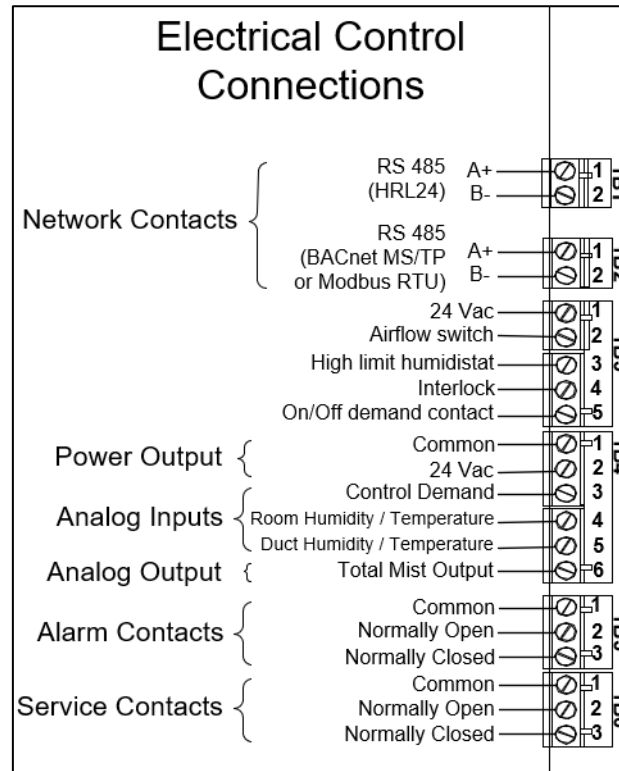 Electrical Control
Connections
Network Contacts
RS 485
(HRL24)
A+ 1
B- 2
RS 485
(BACnet MS/TP
or Modbus RTU)
A+ 1
B- 2
24 Vac 1
Airflow switch 2
High limit humidistat 3
Interlock 4
On/Off demand contact 5
Power Output
Common 1
24 Vac 2
Analog Inputs
Control Demand 3
Room Humidity / Temperature 4
Duct Humidity / Temperature 5
Analog Output
Total Mist Output 6
Alarm Contacts
Common 1
Normally Open 2
Normally Closed 3
Service Contacts
Common 1
Normally Open 2
Normally Closed 3